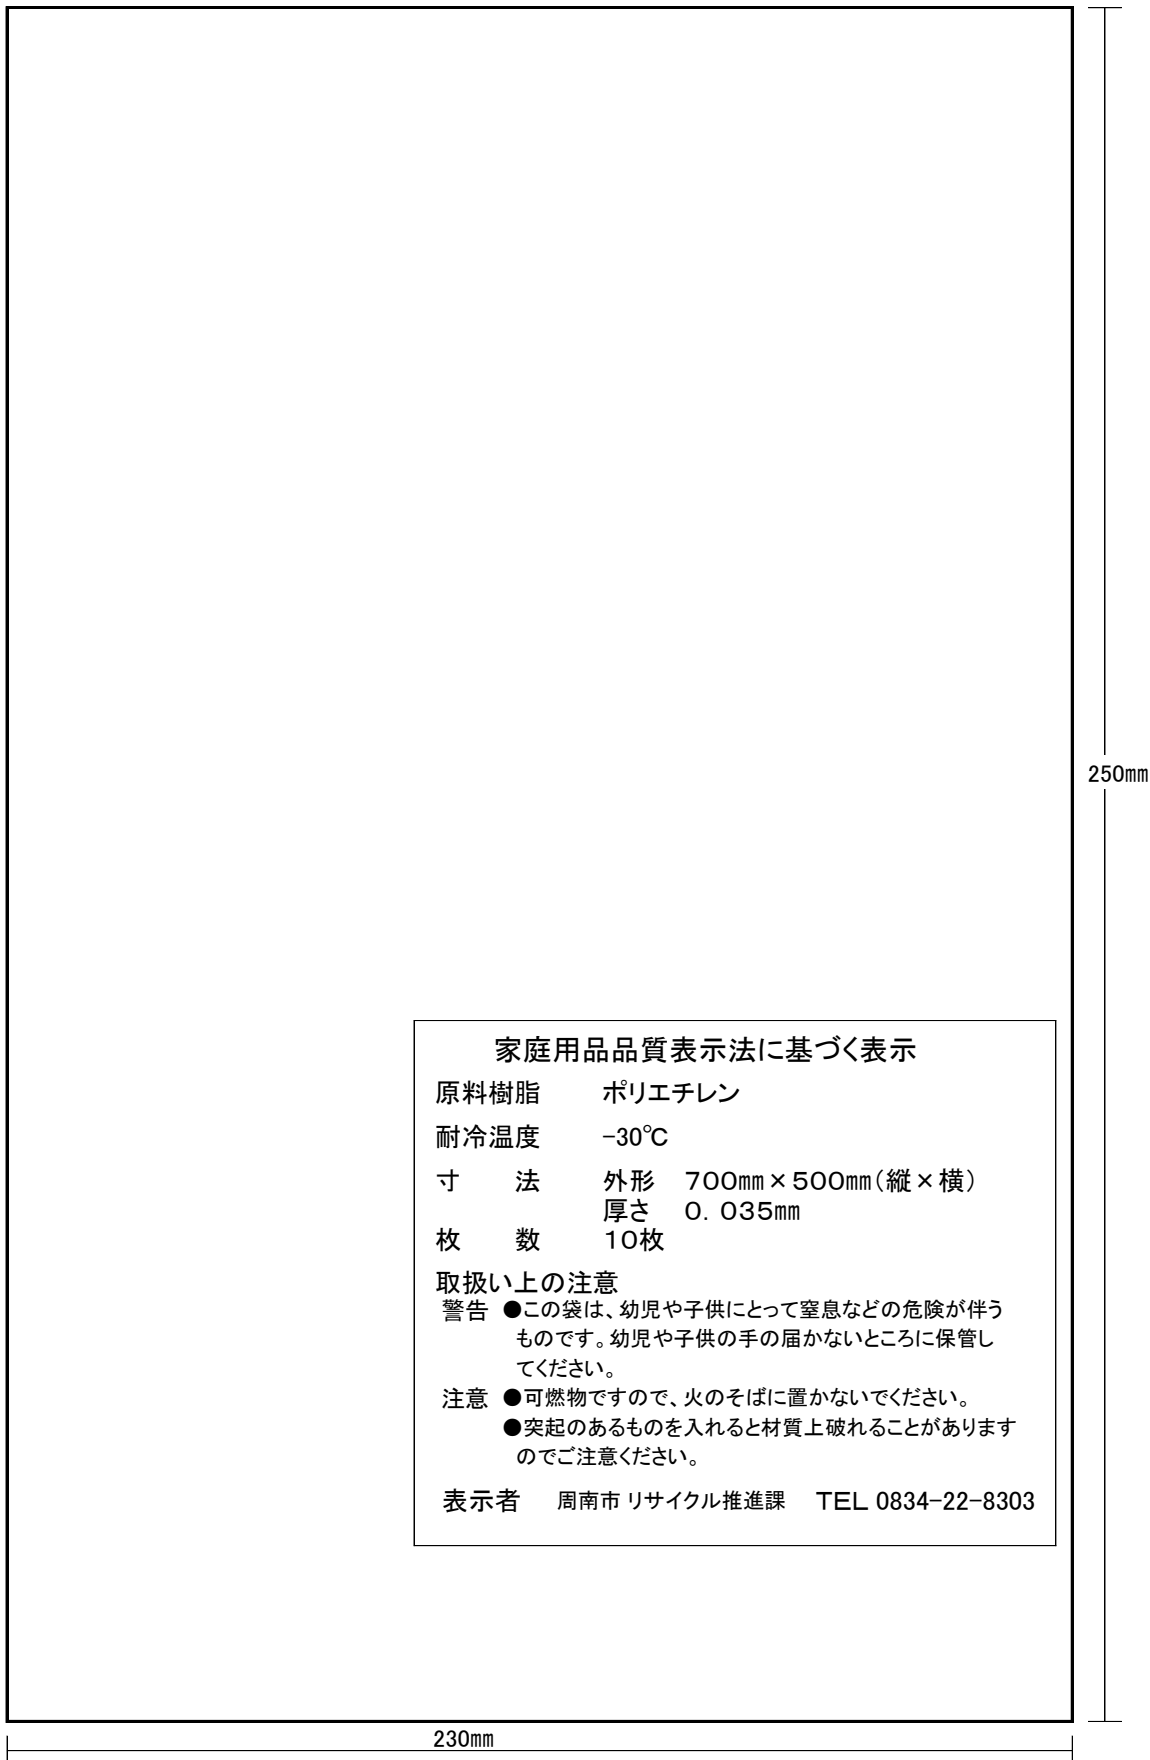 250㎜
家庭用品品質表示法に基づく表示
原料樹脂 ポリエチレン
耐冷温度 -30℃
寸 法 外形 700㎜×500㎜(縦×横)
厚さ 0.035㎜
枚 数 10枚
取扱い上の注意
警告 ●この袋は、幼児や子供にとって窒息などの危険が伴う
ものです。幼児や子供の手の届かないところに保管し
てください。
注意 ●可燃物ですので、火のそばに置かないでください。
●突起のあるものを入れると材質上破れることがあります
のでご注意ください。
表示者 周南市 リサイクル推進課 TEL 0834-22-8303
230㎜